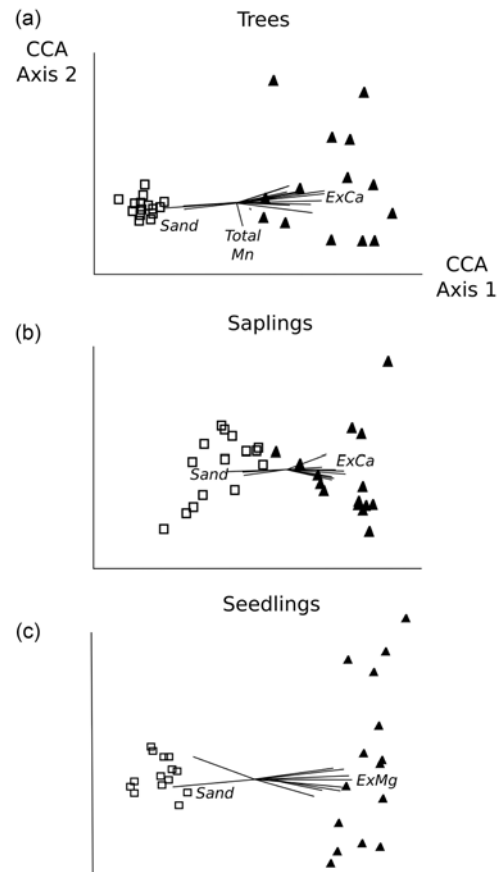 (a)
Trees
CCA
Axis 2
ExCa
Sand
Total
Mn
CCA
Axis 1
(b)
Saplings
ExCa
Sand
Seedlings
(c)
ExMg
Sand